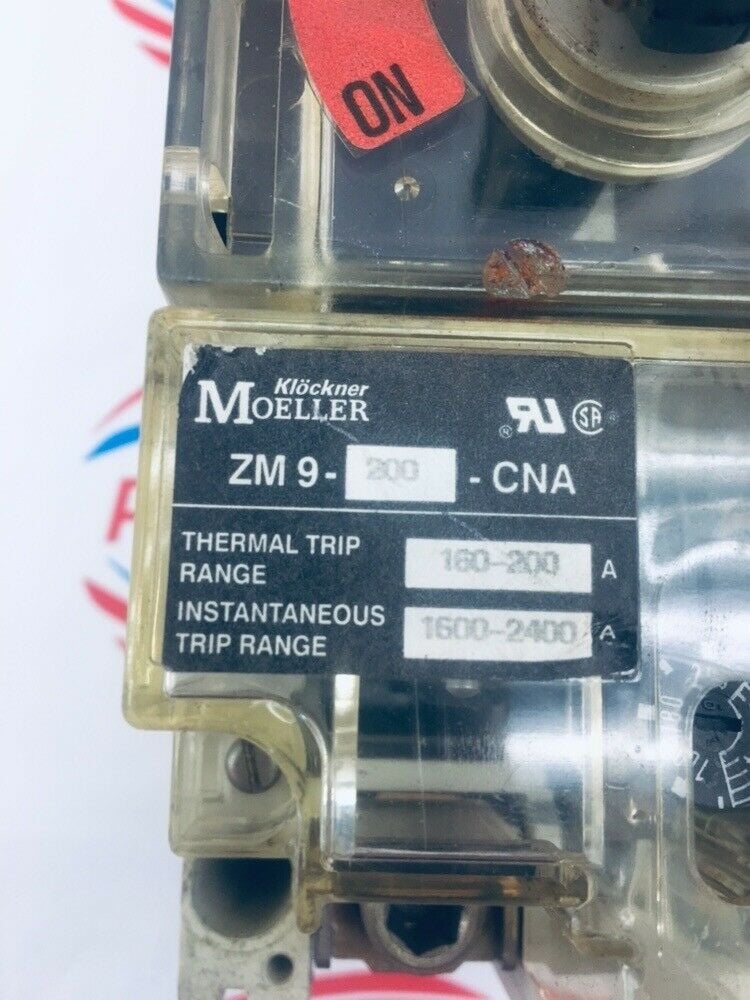 ON
Klöckner
MOELLER
ZM 9- 200 - CNA
THERMAL TRIP
RANGE
160-200 A
INSTANTANEOUS
TRIP RANGE
1600-2400 A